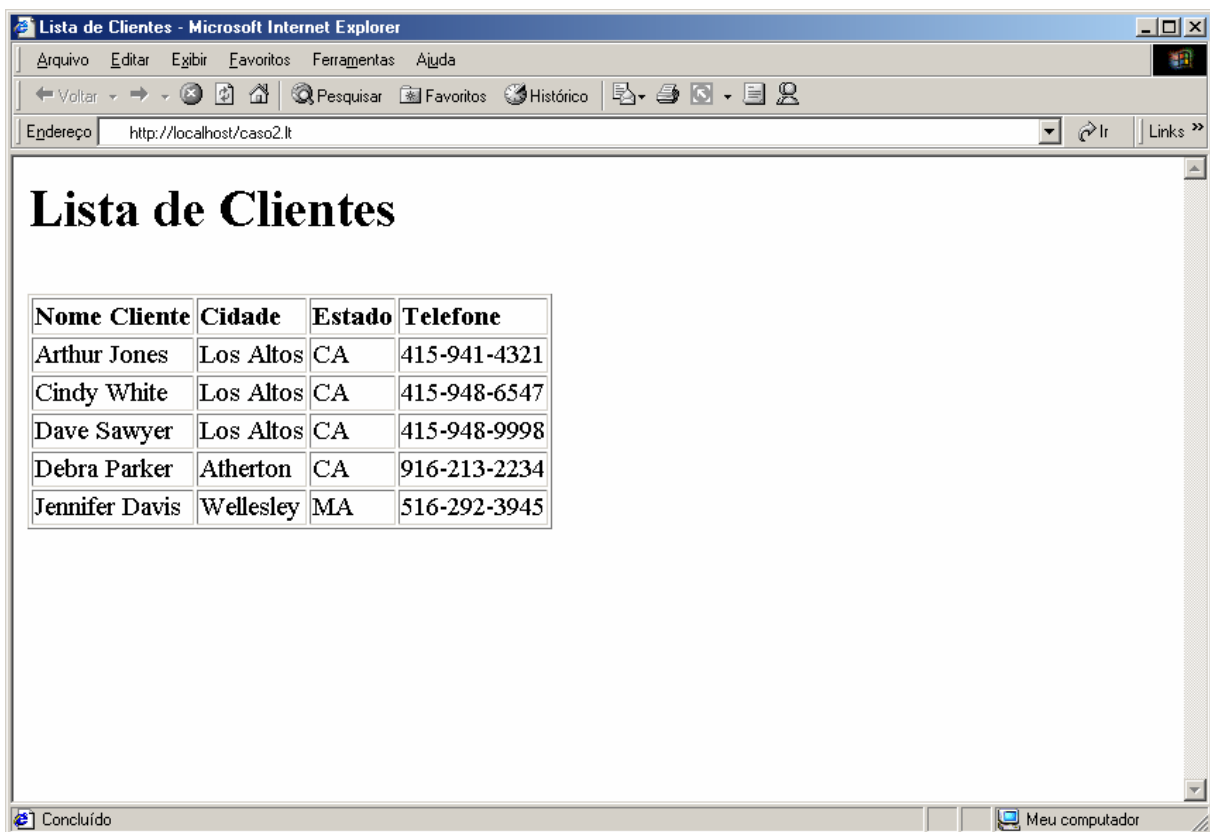 Lista de Clientes - Microsoft Internet Explorer
Arquivo Editar Exibir Favoritos Ferramentas Ajuda
Voltar Pesquisar Favoritos Histórico
Endereço http://localhost/caso2.lt Ir Links »
Lista de Clientes
Nome Cliente Cidade Estado Telefone
Arthur Jones Los Altos CA 415-941-4321
Cindy White Los Altos CA 415-948-6547
Dave Sawyer Los Altos CA 415-948-9998
Debra Parker Atherton CA 916-213-2234
Jennifer Davis Wellesley MA 516-292-3945
Concluído Meu computador